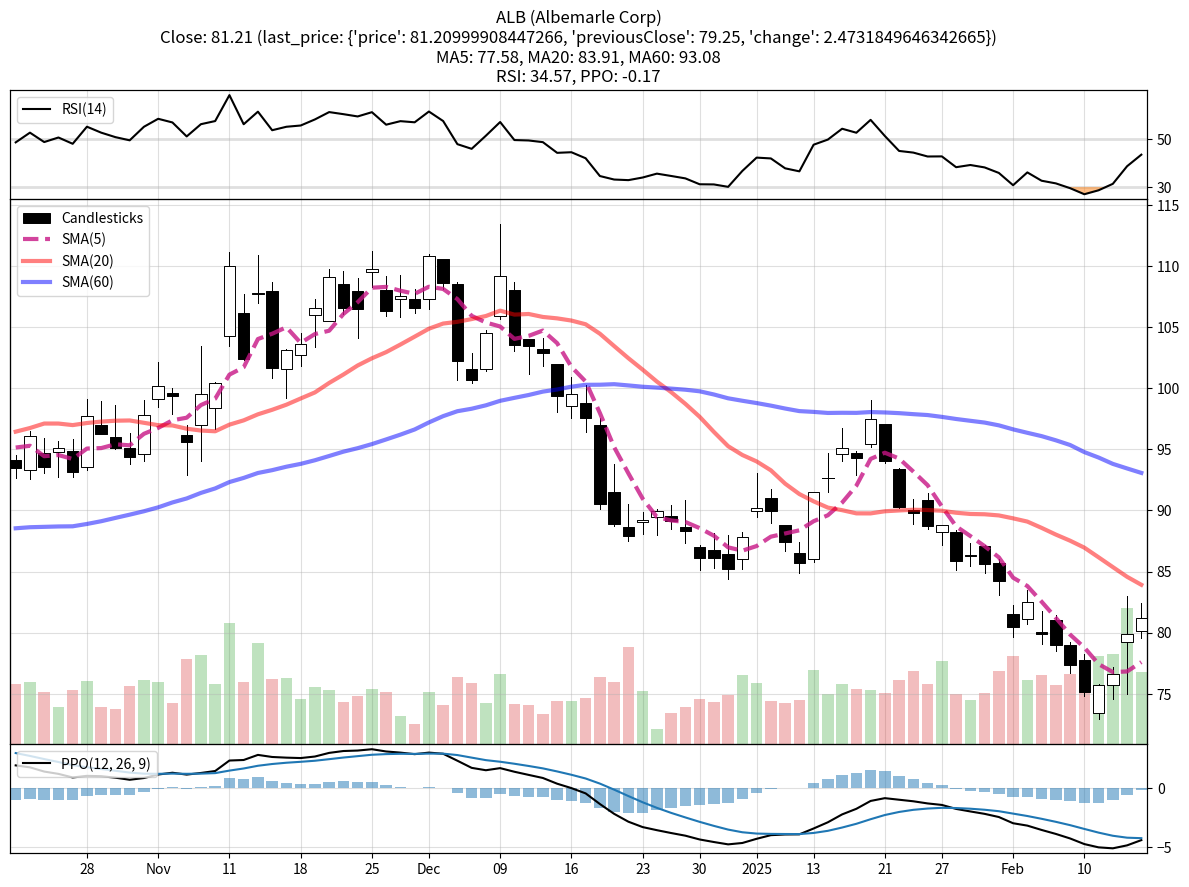 ALB (Albemarle Corp)
Close: 81.21 (last_price: {'price': 81.20999908447266, 'previousClose': 79.25, 'change': 2.4731849646342665})
MA5: 77.58, MA20: 83.91, MA60: 93.08
RSI: 34.57, PPO: -0.17
RSI(14)
50
30
Candlesticks
SMA(5)
SMA(20)
SMA(60)
115
110
105
100
95
90
85
80
75
PPO(12, 26, 9)
0
−5
28 Nov 11 18 25 Dec 09 16 23 30 2025 13 21 27 Feb 10